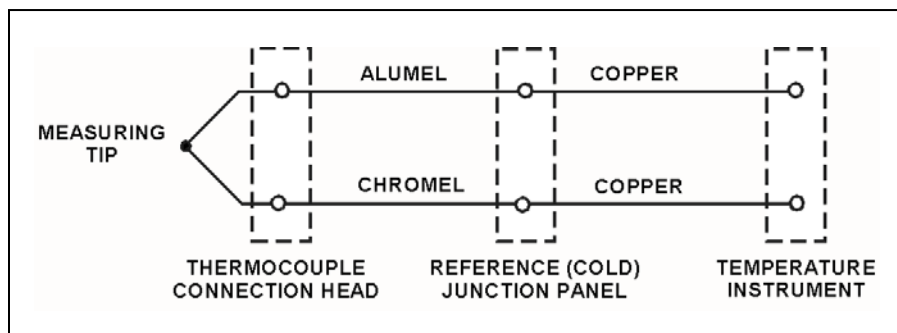 ALUMEL COPPER
MEASURING
TIP
CHROMEL COPPER
THERMOCOUPLE
CONNECTION HEAD
REFERENCE (COLD)
JUNCTION PANEL
TEMPERATURE
INSTRUMENT